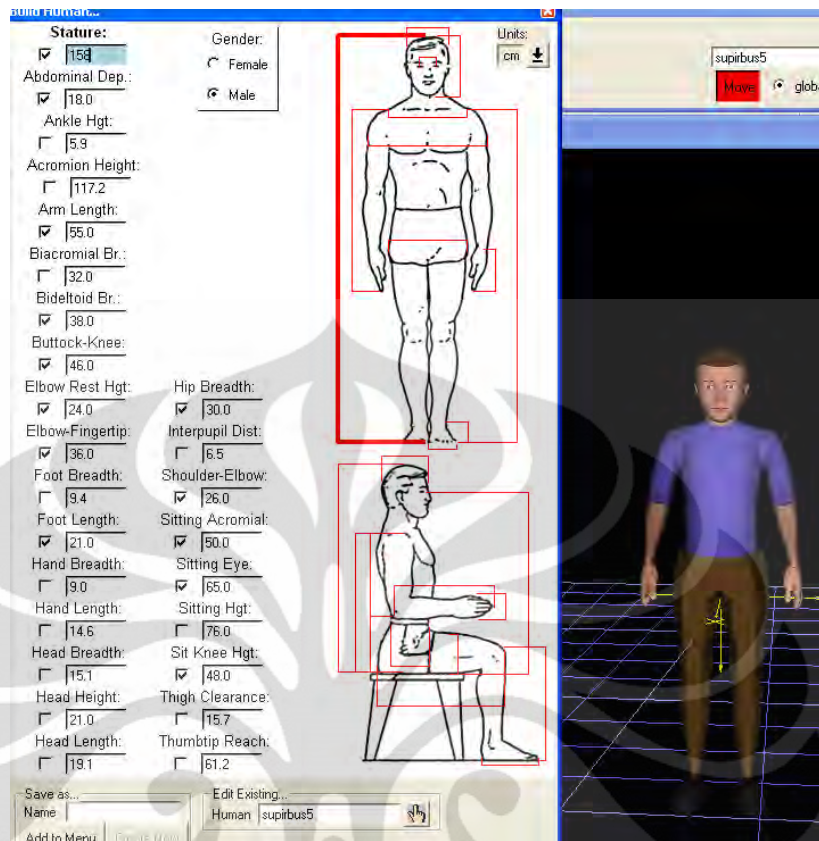 Build Human...
Stature:
158
Abdominal Dep.:
18.0
Ankle Hgt:
5.9
Acromion Height:
117.2
Arm Length:
55.0
Biacromial Br.:
32.0
Bideltoid Br.:
38.0
Buttock-Knee:
46.0
Elbow Rest Hgt:
24.0
Elbow-Fingertip:
36.0
Foot Breadth:
9.4
Foot Length:
21.0
Hand Breadth:
9.0
Hand Length:
14.6
Head Breadth:
15.1
Head Height:
21.0
Head Length:
19.1
Hip Breadth:
30.0
Interpupil Dist:
6.5
Shoulder-Elbow:
26.0
Sitting Acromial:
50.0
Sitting Eye:
65.0
Sitting Hgt:
76.0
Sit Knee Hgt:
48.0
Thigh Clearance:
15.7
Thumbtip Reach:
61.2
Gender:
Female
Male
Units:
cm
Save as...
Name
Add to Menu
Edit Existing...
Human supirbus5
supirbus5
Move